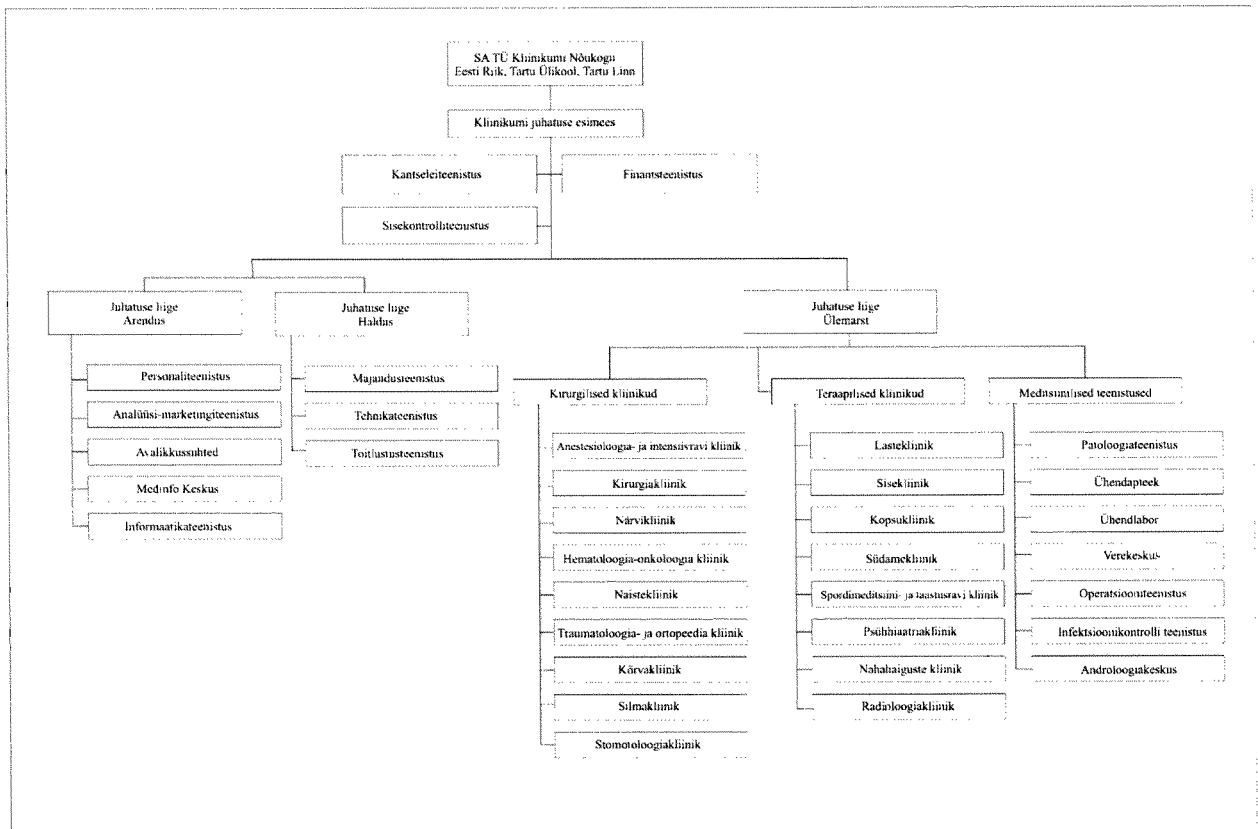 SA TÜ Kliinikumi Nõukogu
Eesti Riik, Tartu Ülikool, Tartu Linn
Kliinikumi juhatuse esimees
Kantseleiteenistus
Finantsteenistus
Sisekontrolliteenistus
Juhatuse liige
Arendus
Juhatuse liige
Haldus
Juhatuse liige
Ülemarst
Personaliteenistus
Analüüsi-marketingiteenistus
Avalikkussuhted
Medinfo Keskus
Informaatikateenistus
Majandusteenistus
Tehnikateenistus
Toitlustusteenistus
Kirurgilised kliinikud
Anestesioloogia- ja intensiivravi kliinik
Kirurgiakliinik
Närvikliinik
Hematoloogia-onkoloogia kliinik
Naistekliinik
Traumatoloogia- ja ortopeedia kliinik
Kõrvakliinik
Silmakliinik
Stomotoloogiakliinik
Teraapilised kliinikud
Lastekliinik
Sisekliinik
Kopsukliinik
Südamekliinik
Spordimeditsiini- ja taastusravi kliinik
Psühhiaatriakliinik
Nahahaiguste kliinik
Radioloogiakliinik
Meditsiinilised teenistused
Patoloogiateenistus
Ühendapteek
Ühendlabor
Verekeskus
Operatsiooniteenistus
Infektsioonikontrolli teenistus
Androloogiakeskus